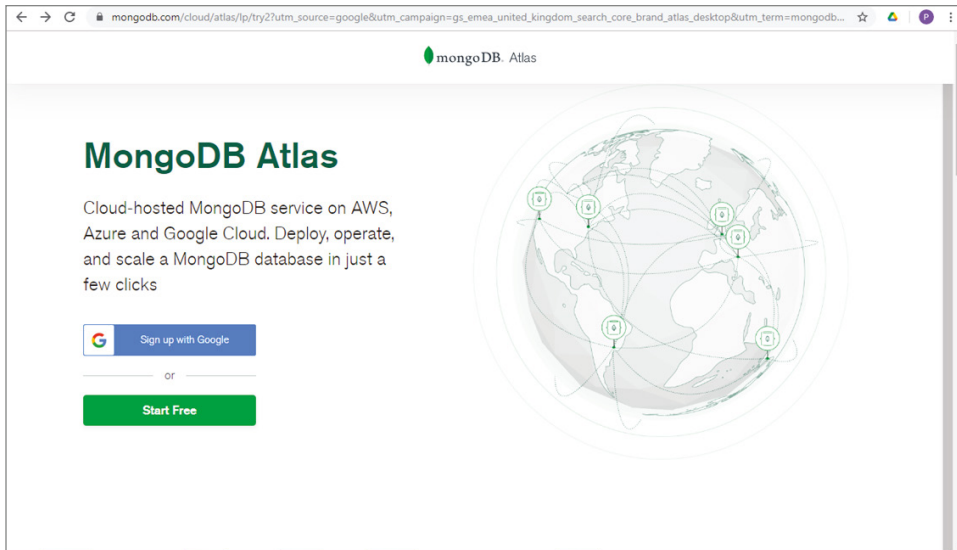 mongodb.com/cloud/atlas/lp/try2?utm_source=google&utm_campaign=gs_emea_united_kingdom_search_core_brand_atlas_desktop&utm_term=mongodb...
P
mongoDB. Atlas
MongoDB Atlas
Cloud-hosted MongoDB service on AWS,
Azure and Google Cloud. Deploy, operate,
and scale a MongoDB database in just a
few clicks
G Sign up with Google
or
Start Free